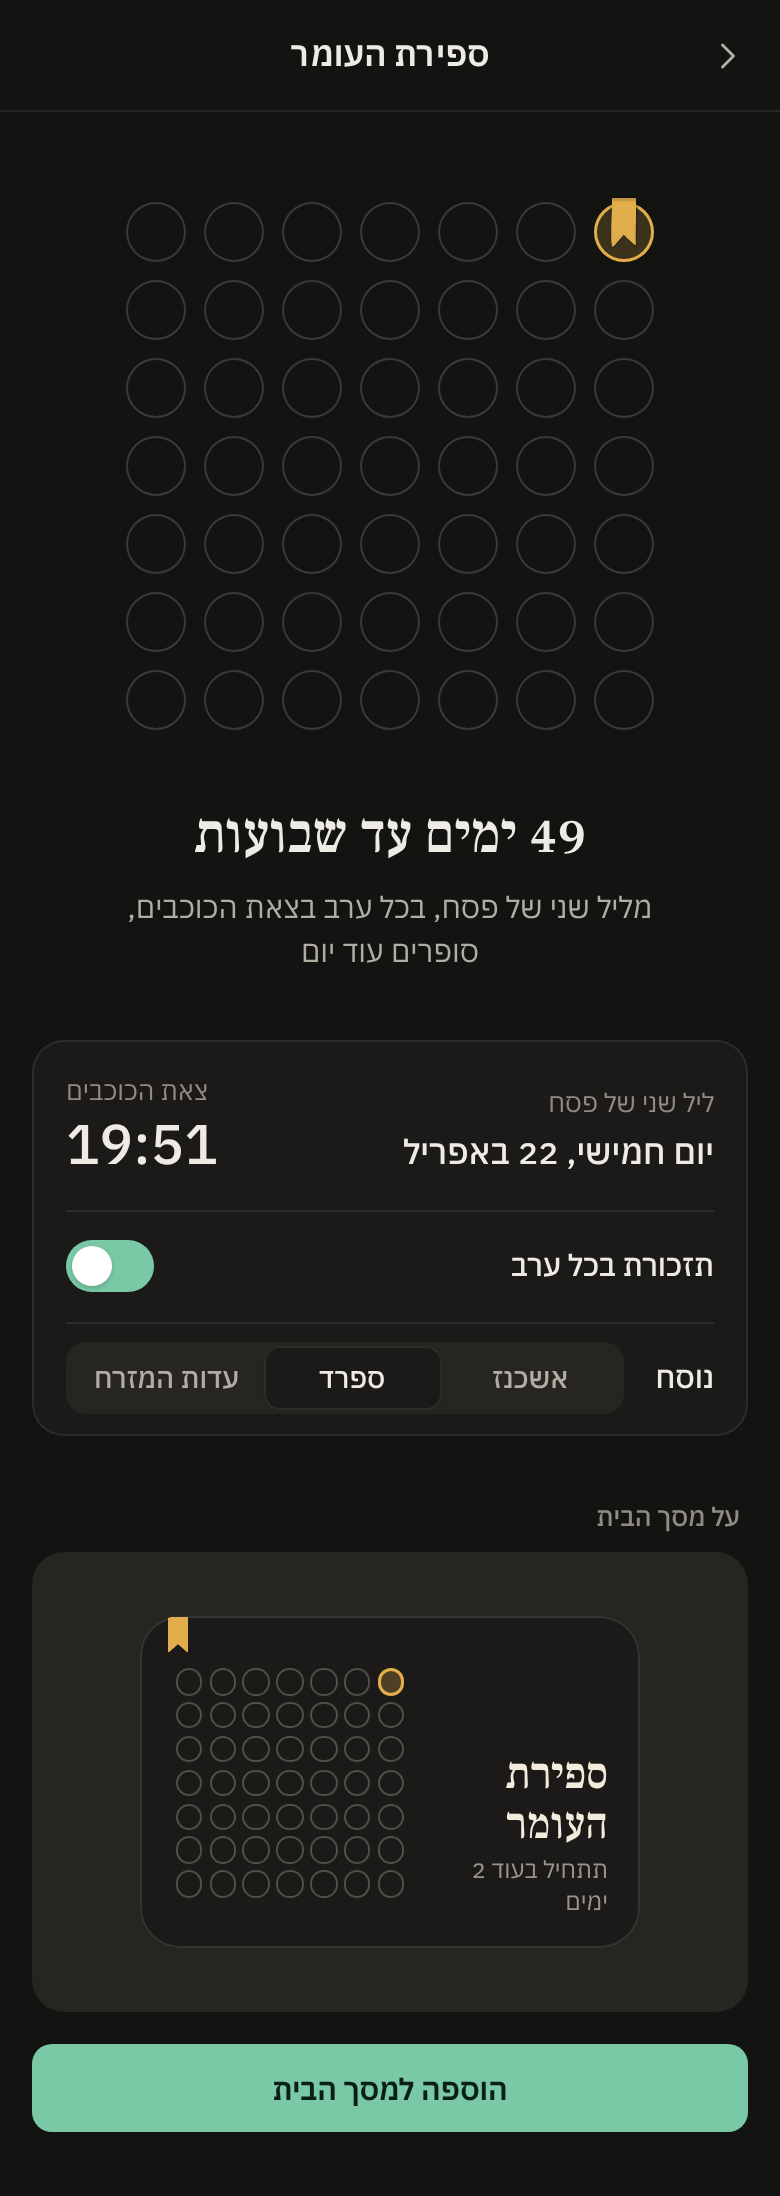 ספירת העומר
49 ימים עד שבועות
מליל שני של פסח, בכל ערב בצאת הכוכבים,
סופרים עוד יום
ליל שני של פסח
יום חמישי, 22 באפריל
צאת הכוכבים
19:51
תזכורת בכל ערב
נוסח
אשכנז
ספרד
עדות המזרח
על מסך הבית
ספירת
העומר
תתחיל בעוד 2
ימים
הוספה למסך הבית